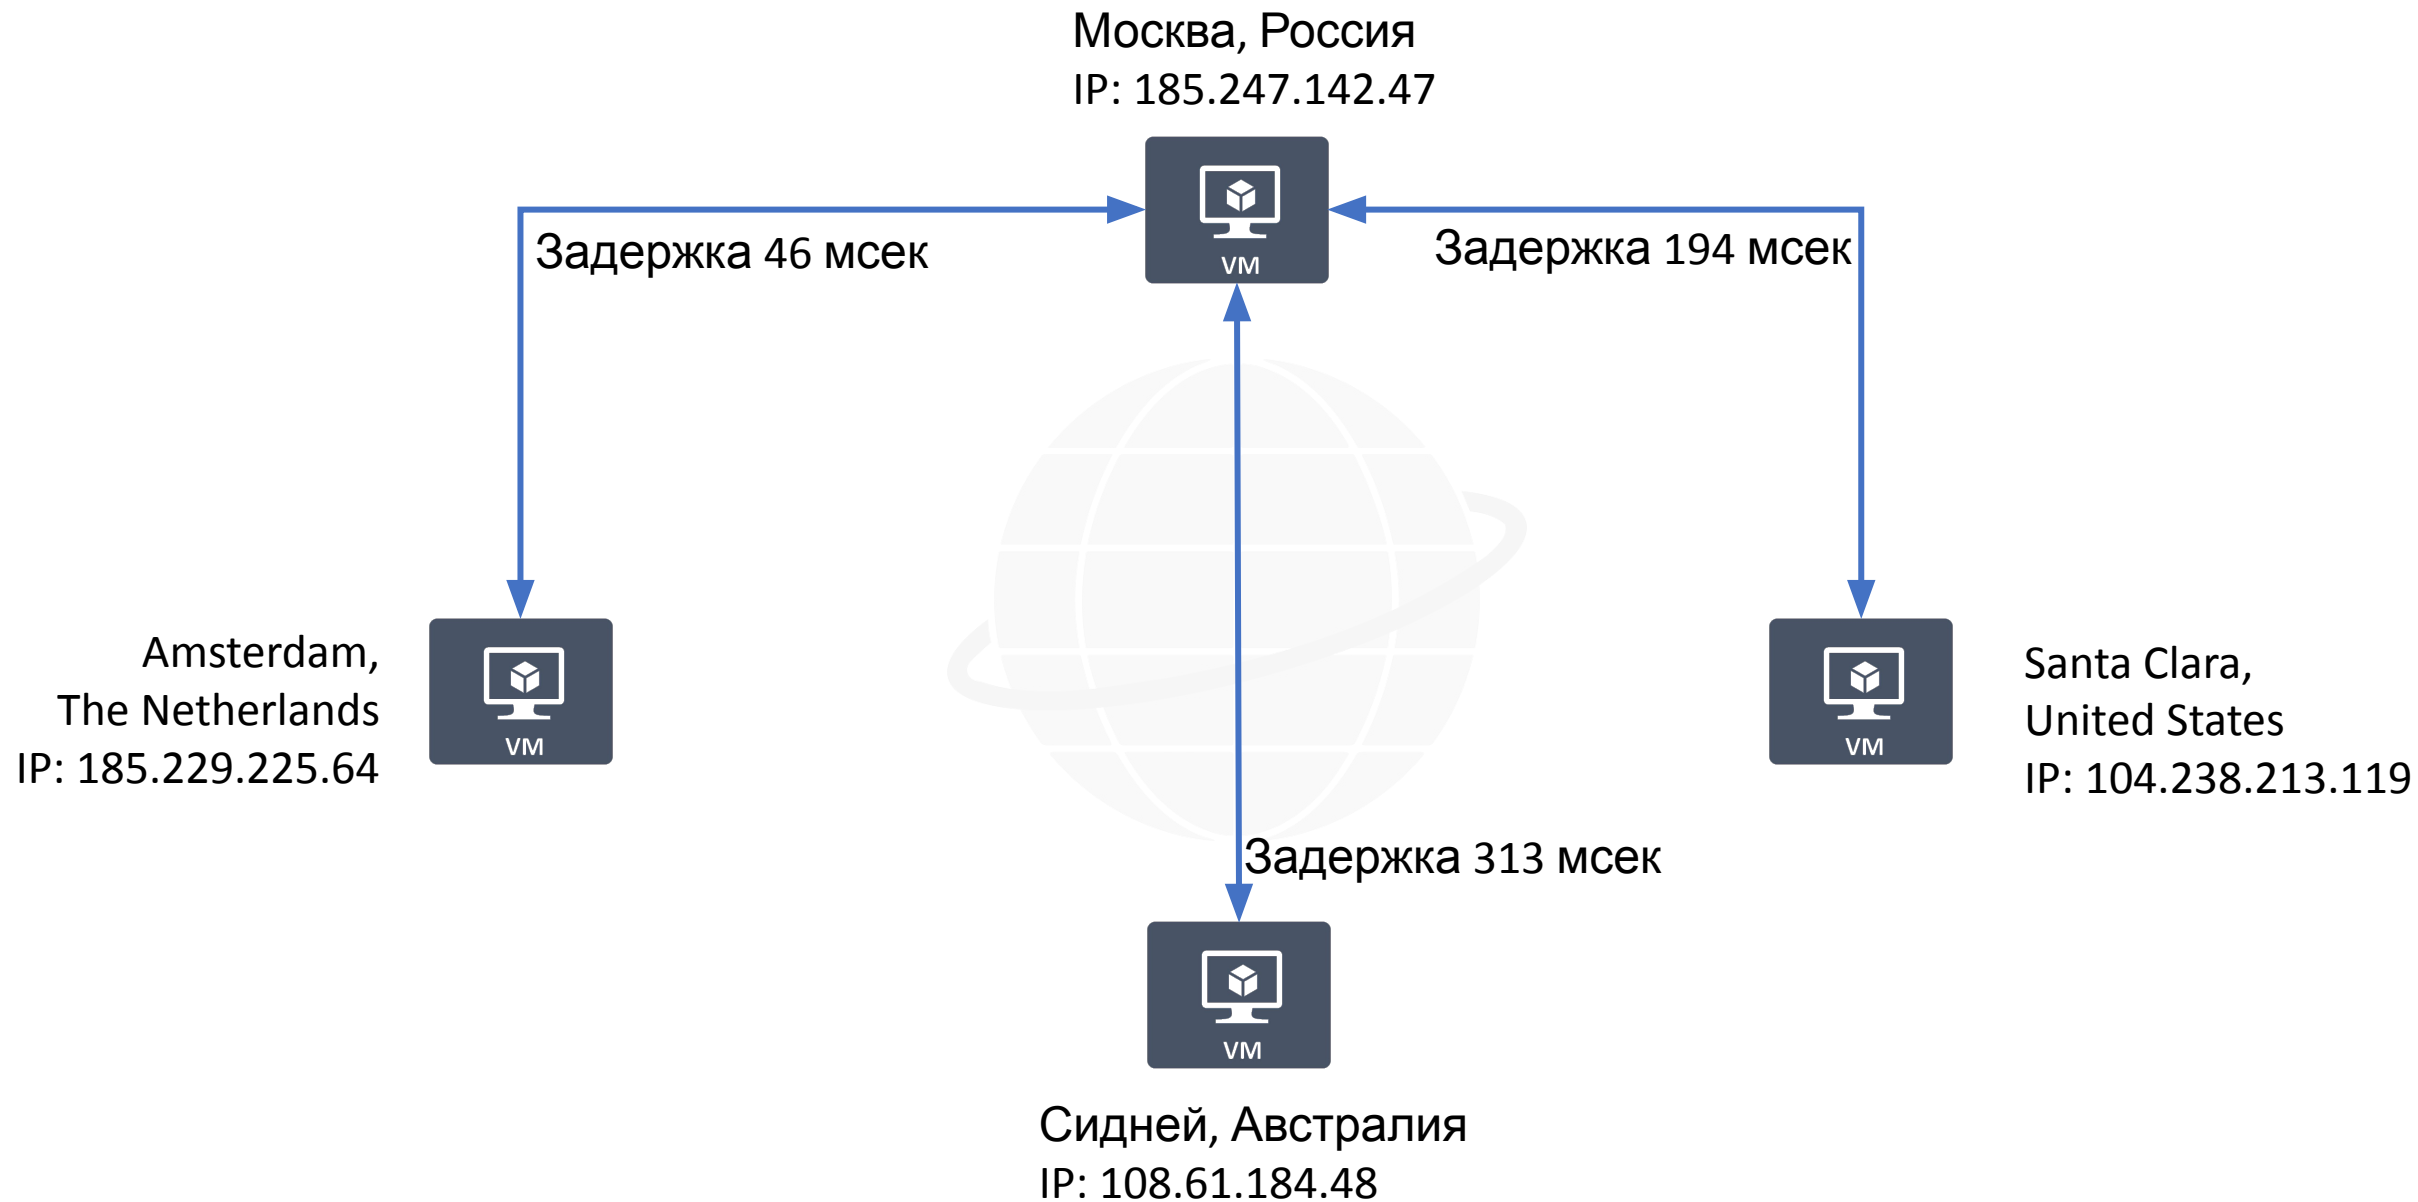 Москва, Россия
IP: 185.247.142.47
VM
Задержка 46 мсек
Задержка 194 мсек
Amsterdam,
The Netherlands
IP: 185.229.225.64
VM
VM
Santa Clara,
United States
IP: 104.238.213.119
Задержка 313 мсек
VM
Сидней, Австралия
IP: 108.61.184.48